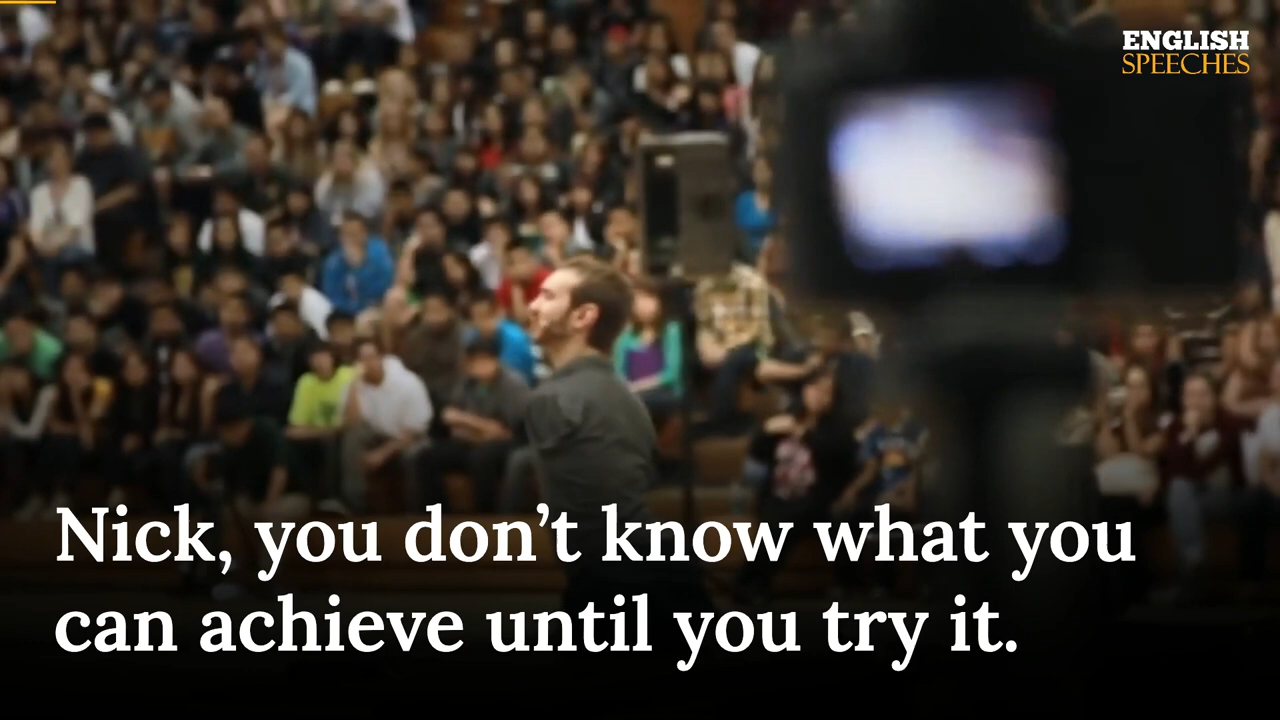 ENGLISH
SPEECHES
Nick, you don’t know what you
can achieve until you try it.